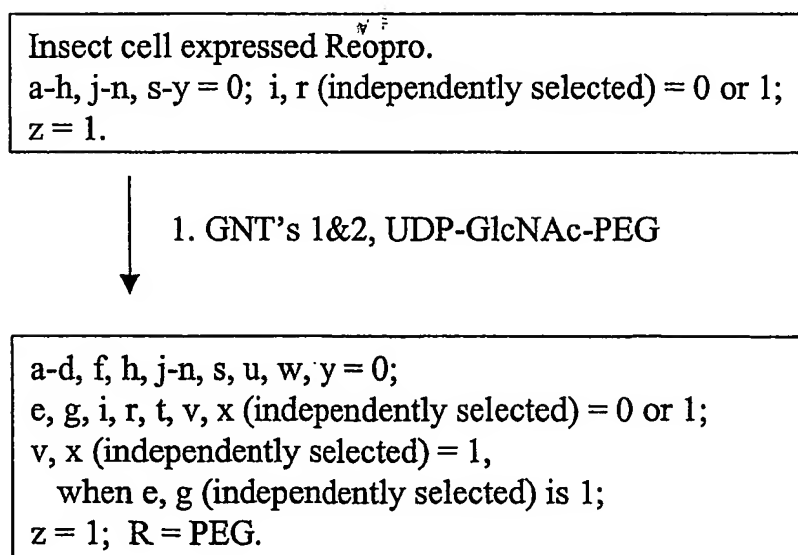 Insect cell expressed Reopro.
a-h, j-n, s-y = 0; i, r (independently selected) = 0 or 1;
z = 1.
1. GNT's 1&2, UDP-GlcNAc-PEG
a-d, f, h, j-n, s, u, w, y = 0;
e, g, i, r, t, v, x (independently selected) = 0 or 1;
v, x (independently selected) = 1,
when e, g (independently selected) is 1;
z = 1; R = PEG.